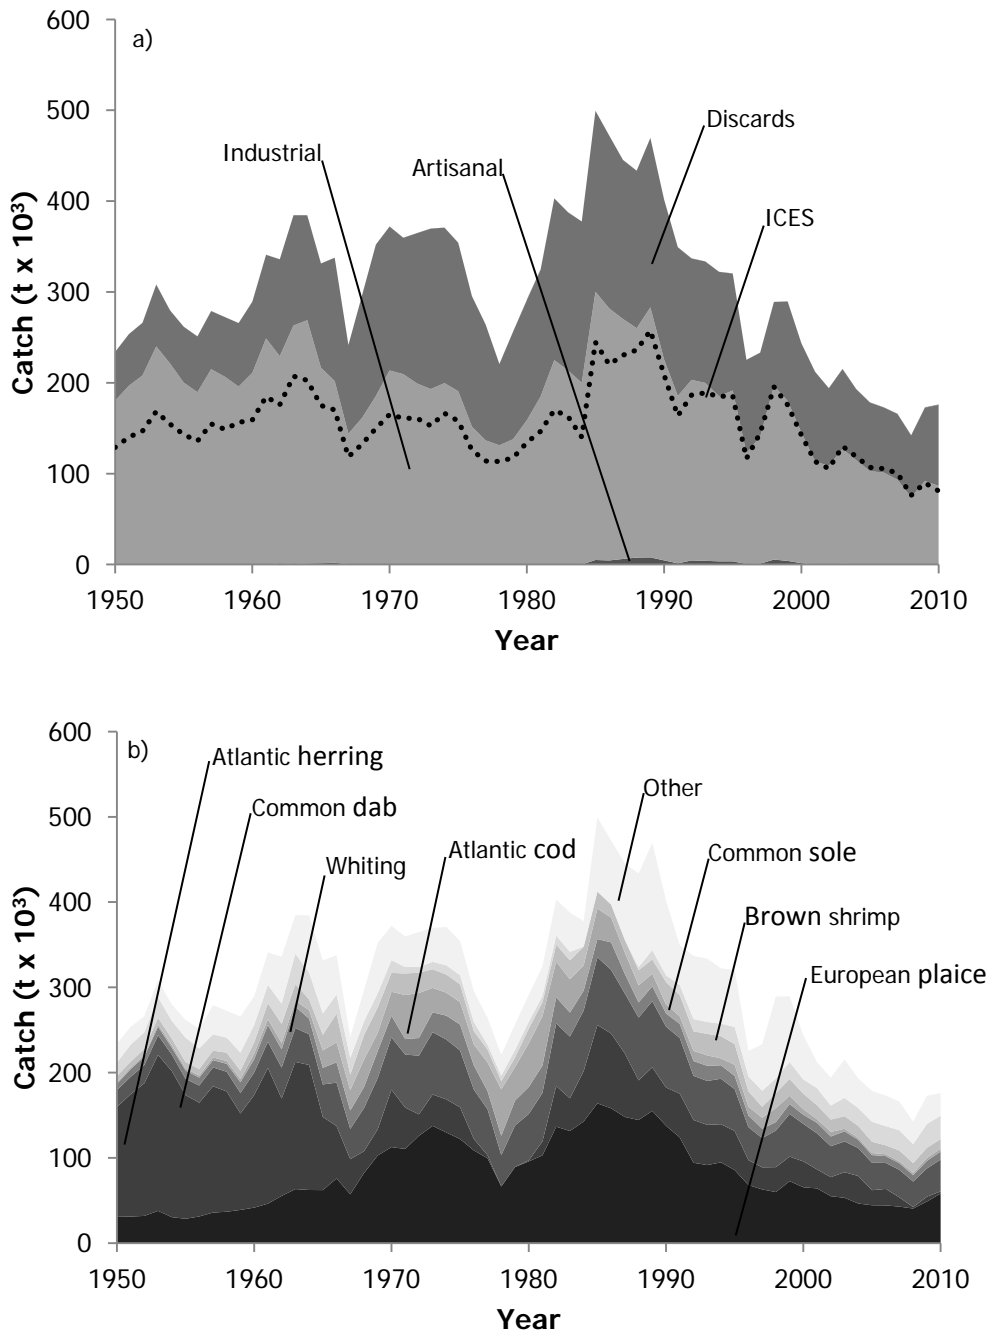 600
a)
500
Discards
Industrial
Artisanal
400
ICES
300
Catch (t x 10³)
200
100
0
1950 1960 1970 1980 1990 2000 2010
Year
600
b)
Atlantic herring
Other
Common dab
500
Atlantic cod
Common sole
Whiting
400
Brown shrimp
European plaice
300
Catch (t x 10³)
200
100
0
1950 1960 1970 1980 1990 2000 2010
Year